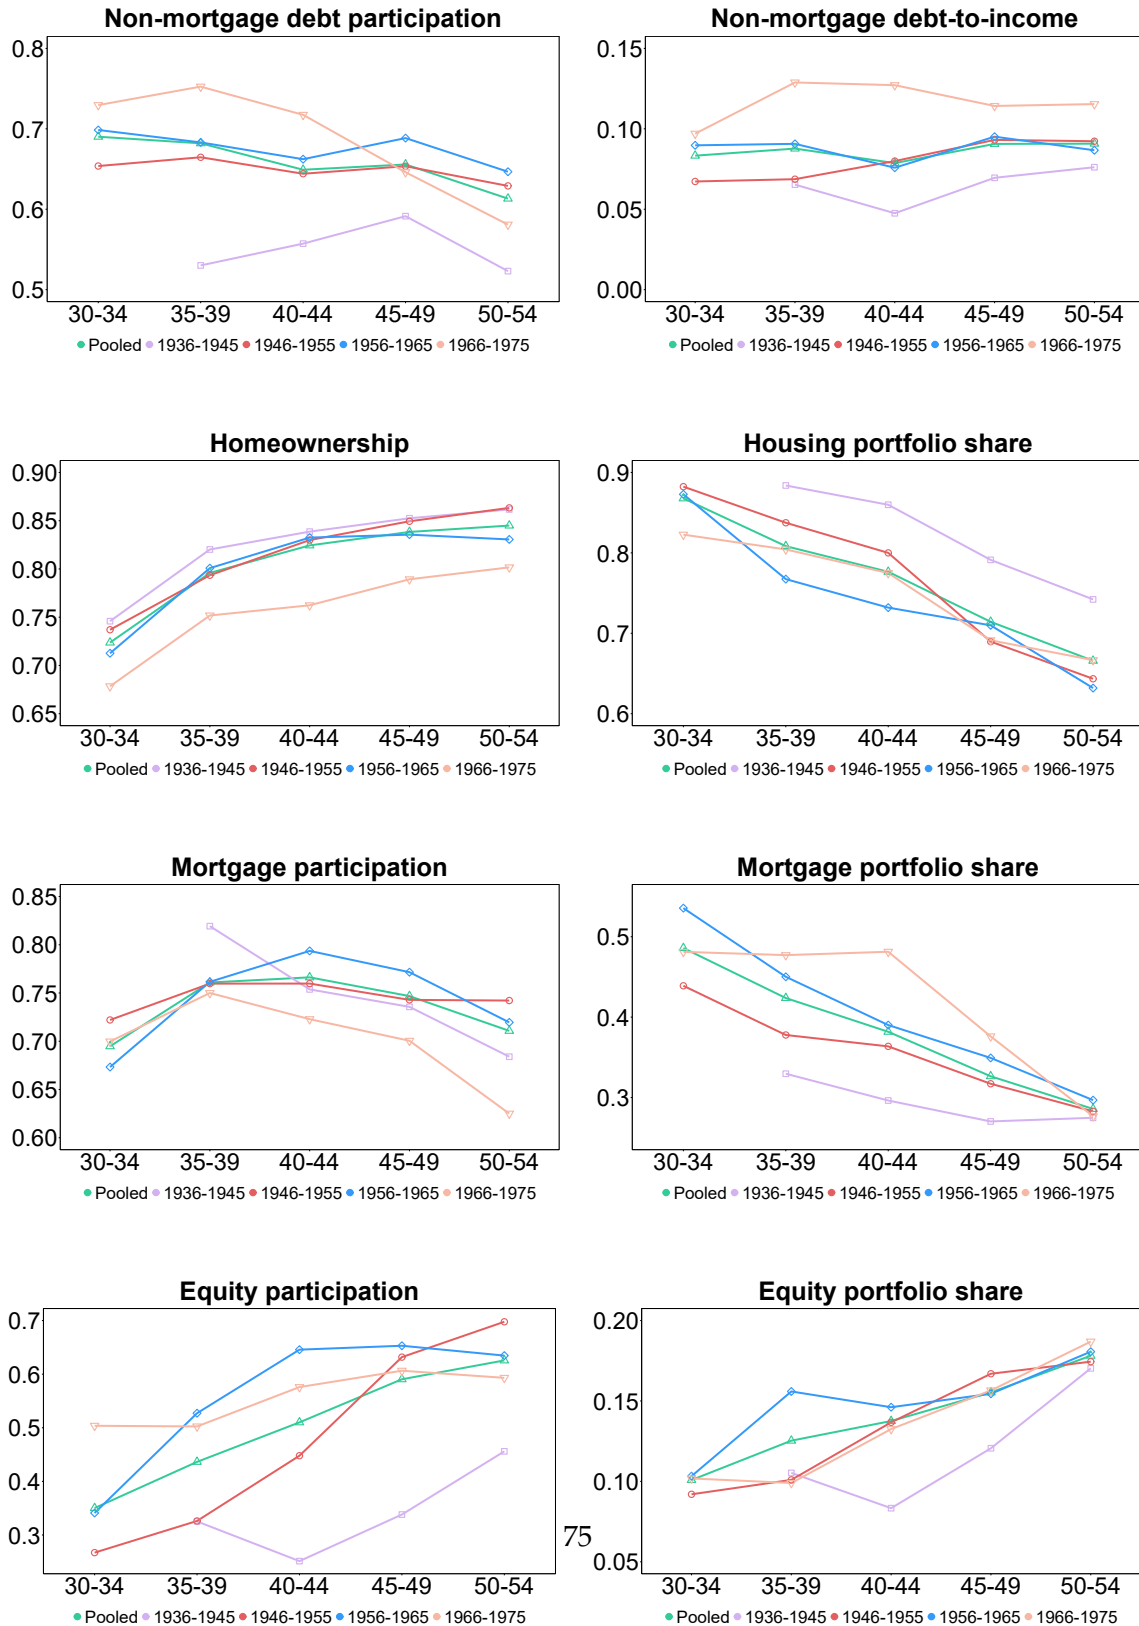 Non-mortgage debt participation
0.8
0.7
0.6
0.5
30-34 35-39 40-44 45-49 50-54
Pooled 1936-1945 1946-1955 1956-1965 1966-1975
Non-mortgage debt-to-income
0.15
0.10
0.05
0.00
30-34 35-39 40-44 45-49 50-54
Pooled 1936-1945 1946-1955 1956-1965 1966-1975
Homeownership
0.90
0.85
0.80
0.75
0.70
0.65
30-34 35-39 40-44 45-49 50-54
Pooled 1936-1945 1946-1955 1956-1965 1966-1975
Housing portfolio share
0.9
0.8
0.7
0.6
30-34 35-39 40-44 45-49 50-54
Pooled 1936-1945 1946-1955 1956-1965 1966-1975
Mortgage participation
0.85
0.80
0.75
0.70
0.65
0.60
30-34 35-39 40-44 45-49 50-54
Pooled 1936-1945 1946-1955 1956-1965 1966-1975
Mortgage portfolio share
0.5
0.4
0.3
30-34 35-39 40-44 45-49 50-54
Pooled 1936-1945 1946-1955 1956-1965 1966-1975
Equity participation
0.7
0.6
0.5
0.4
0.3
30-34 35-39 40-44 45-49 50-54
Pooled 1936-1945 1946-1955 1956-1965 1966-1975
Equity portfolio share
0.20
0.15
0.10
0.05
30-34 35-39 40-44 45-49 50-54
Pooled 1936-1945 1946-1955 1956-1965 1966-1975
75